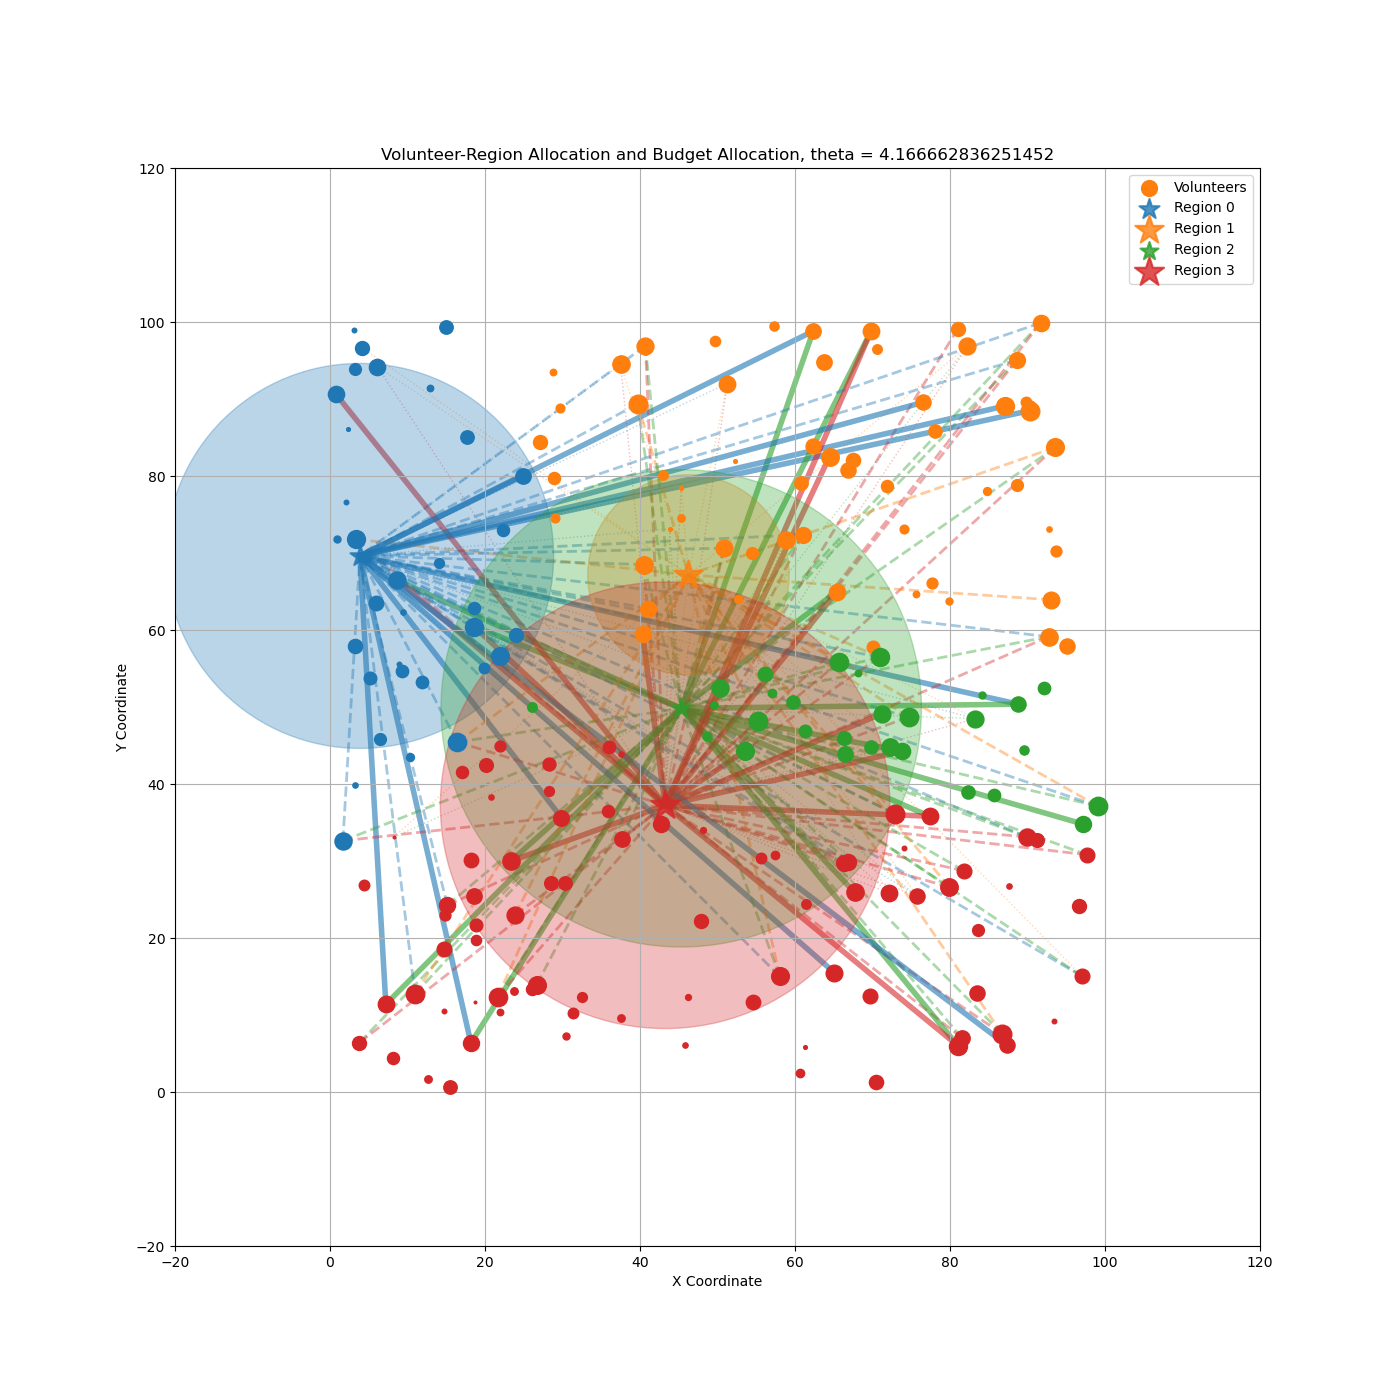 Volunteer-Region Allocation and Budget Allocation, theta = 4.166662836251452
Volunteers
Region 0
Region 1
Region 2
Region 3
120
100
80
60
40
20
0
−20
Y Coordinate
−20 0 20 40 60 80 100 120
X Coordinate